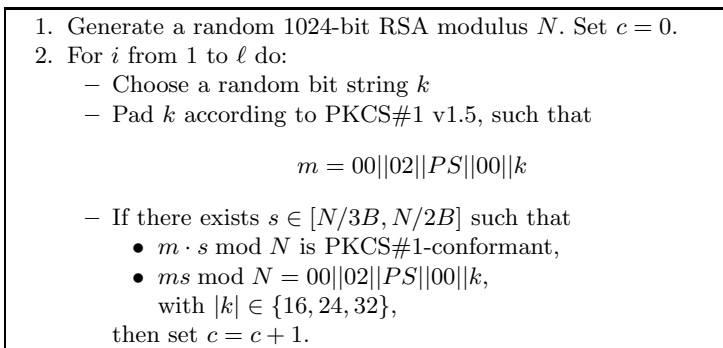 1. Generate a random 1024-bit RSA modulus N. Set c = 0.
2. For i from 1 to ℓ do:
– Choose a random bit string k
– Pad k according to PKCS#1 v1.5, such that
m = 00||02||PS||00||k
– If there exists s ∈ [N/3B, N/2B] such that
• m · s mod N is PKCS#1-conformant,
• ms mod N = 00||02||PS||00||k,
with |k| ∈ {16, 24, 32},
then set c = c + 1.